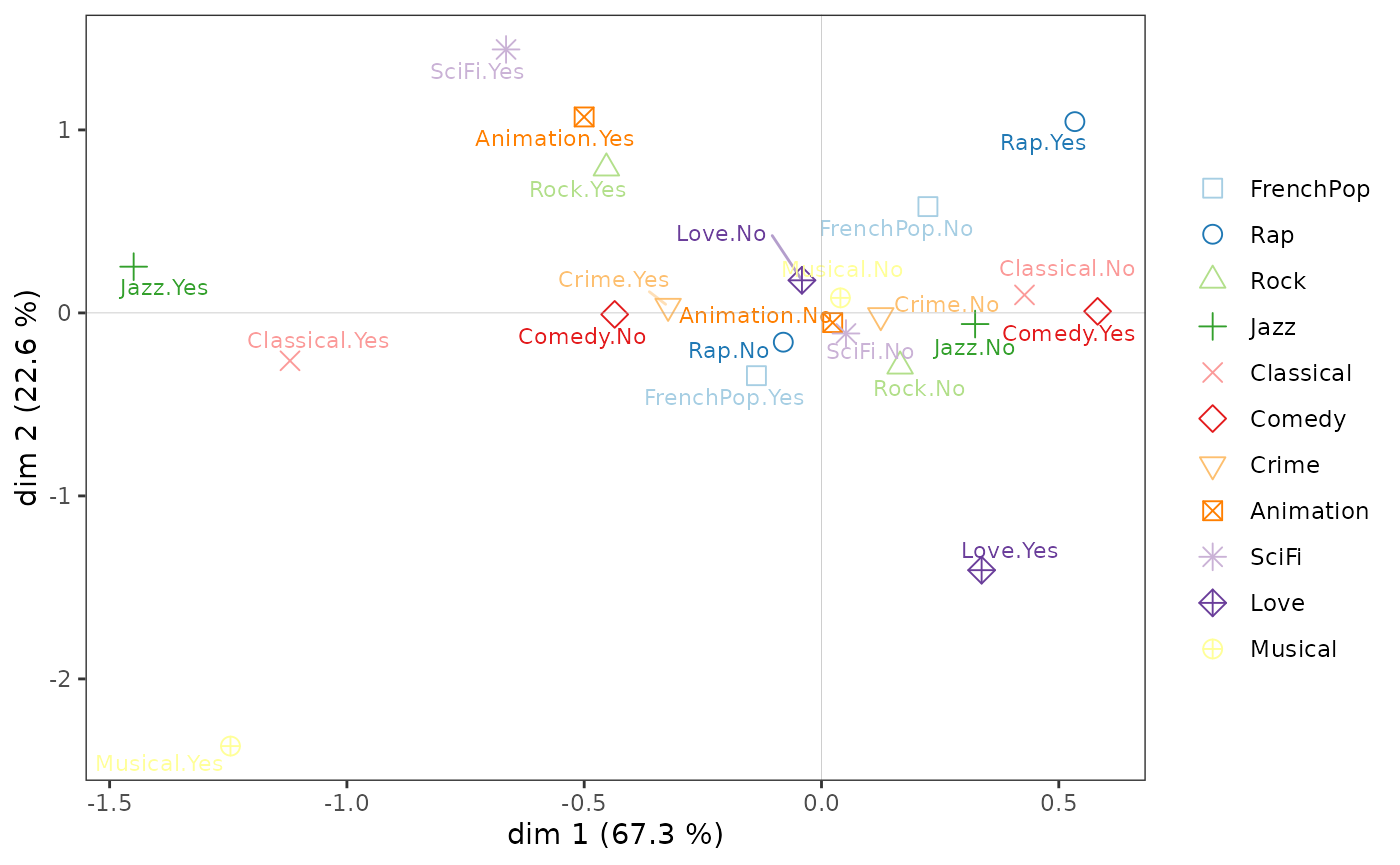 SciFi.Yes
1
Animation.Yes
Rap.Yes
Rock.Yes
FrenchPop
FrenchPop.No
Love.No
Rap
Musical.No
Classical.No
Crime.Yes
Rock
Jazz.Yes
Crime.No
0
Animation.No
Jazz
Comedy.No
Comedy.Yes
Classical.Yes
Rap.No
SciFi.No
Jazz.No
Classical
Rock.No
FrenchPop.Yes
Comedy
Crime
-1
Animation
Love.Yes
SciFi
Love
Musical
-2
Musical.Yes
dim 2 (22.6 %)
-1.5
-1.0
-0.5
0.0
0.5
dim 1 (67.3 %)